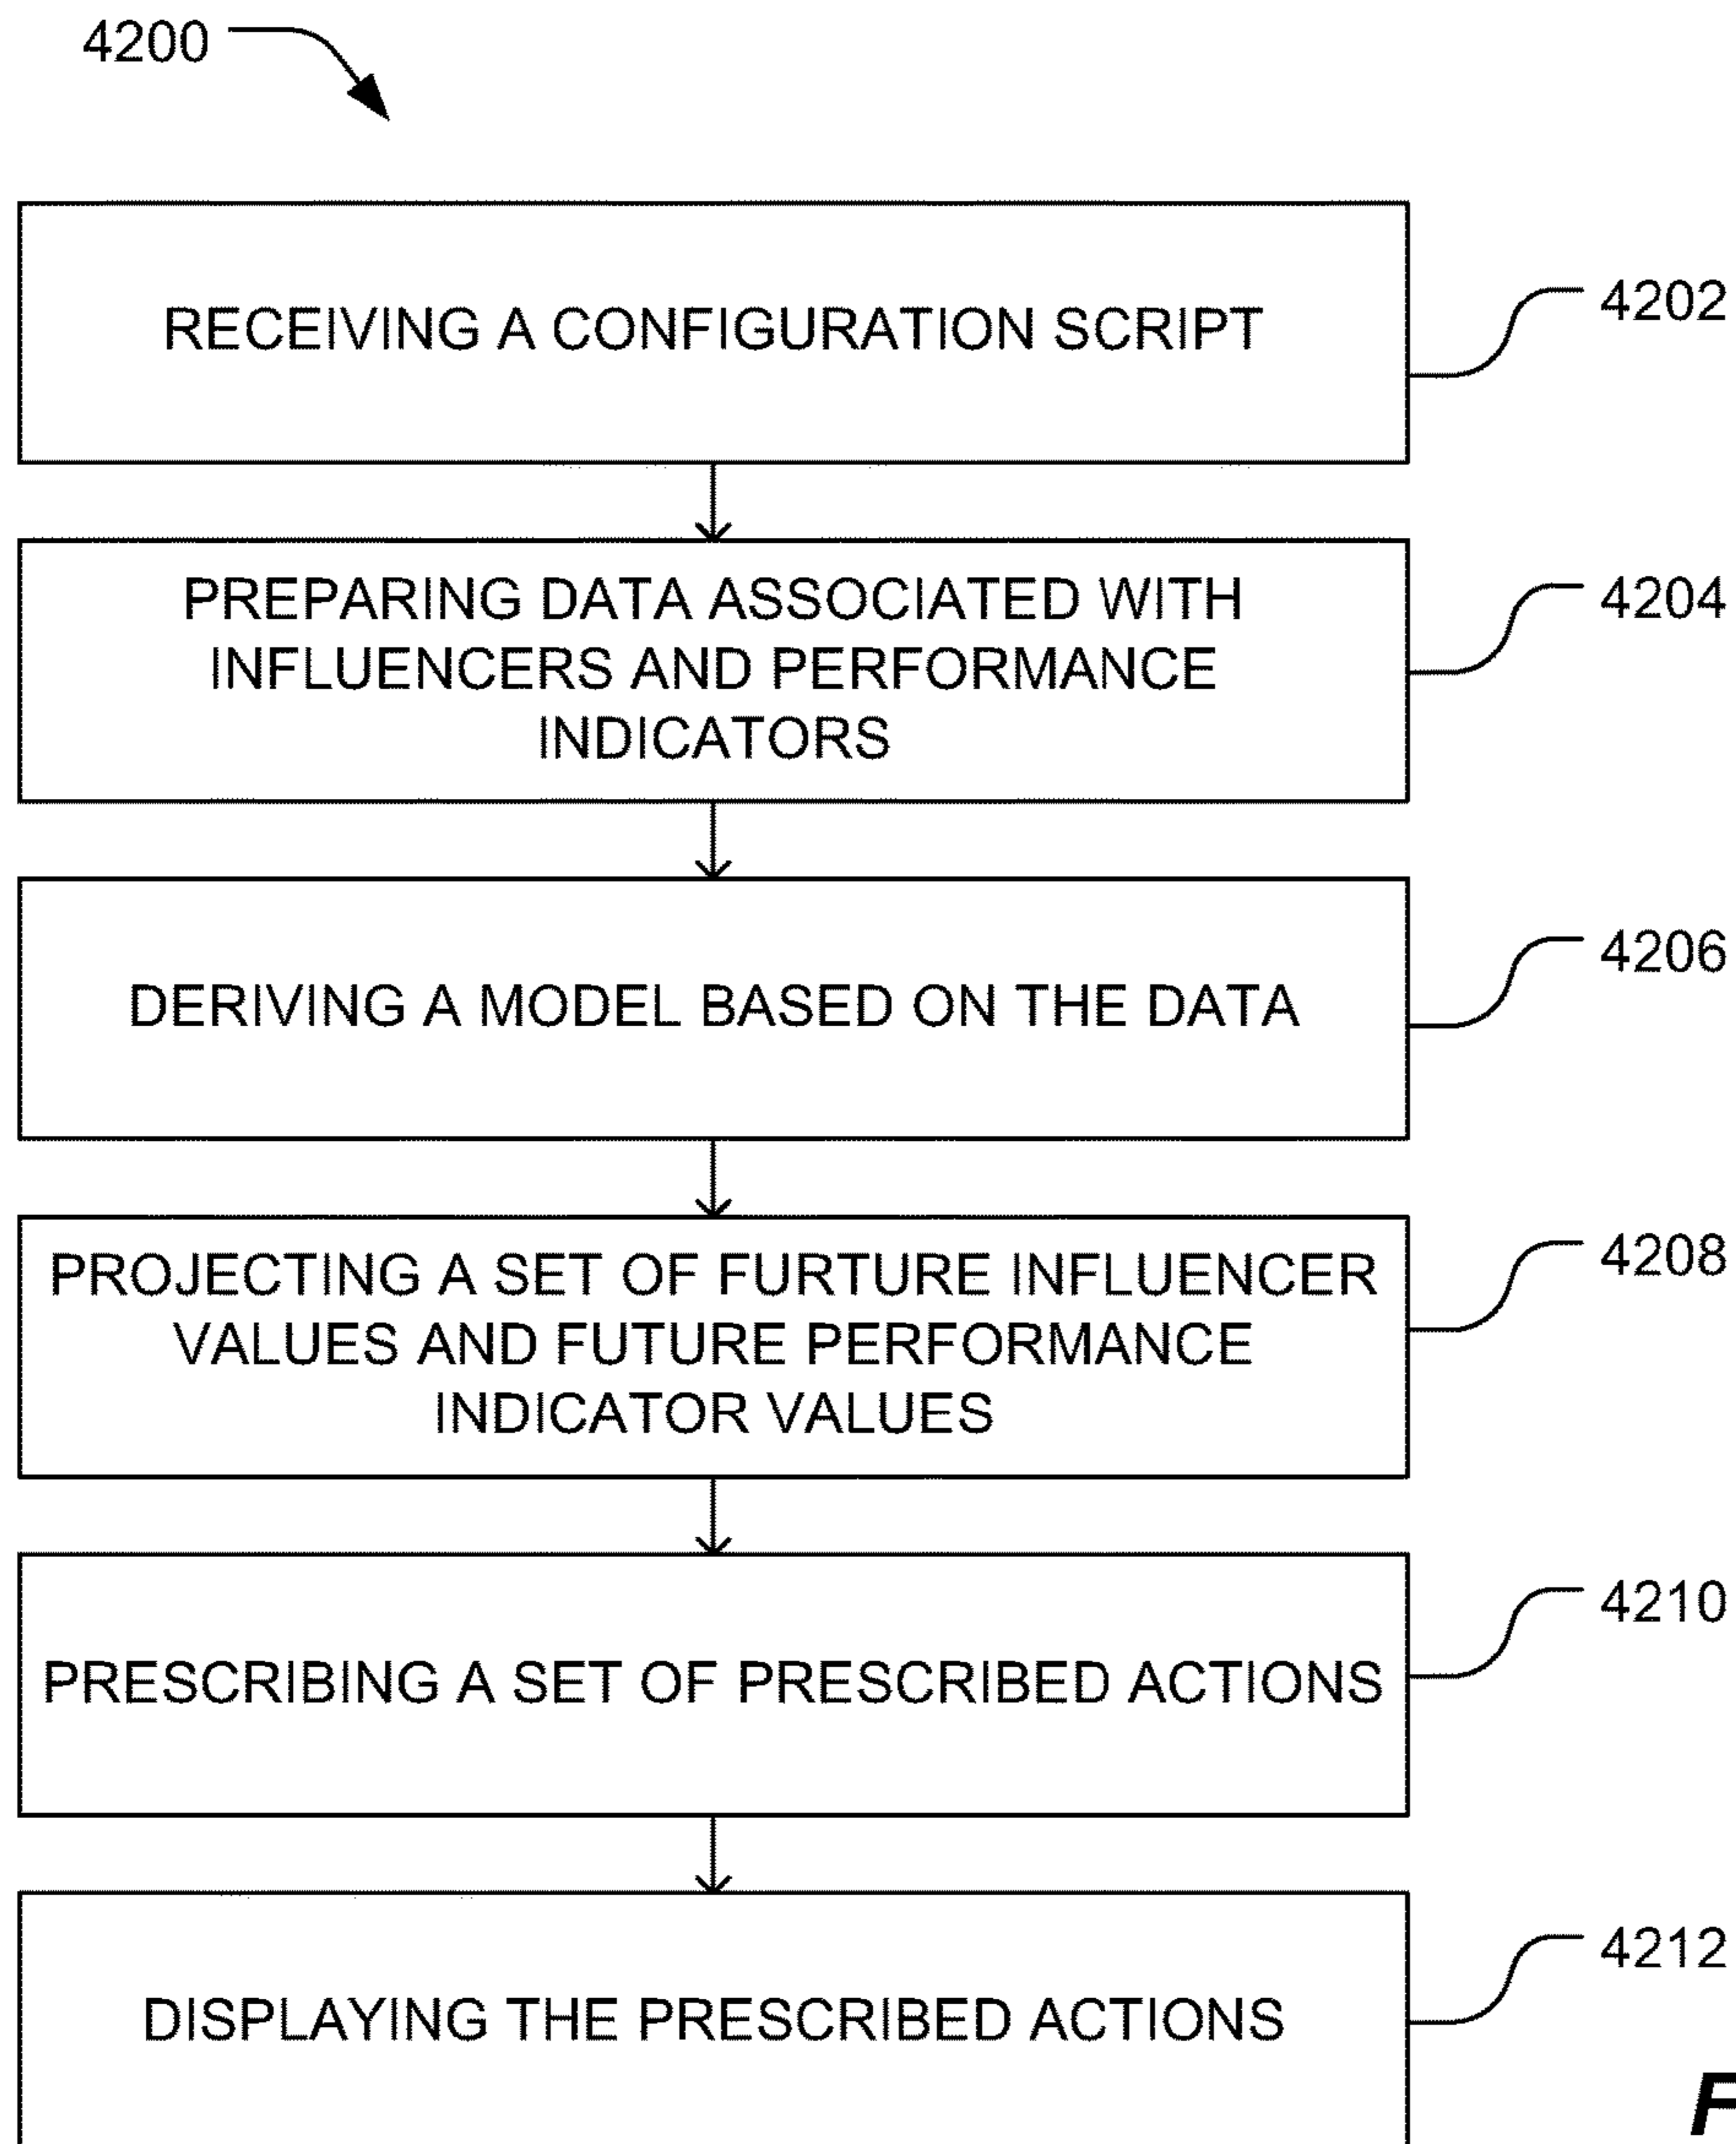 4200
RECEIVING A CONFIGURATION SCRIPT
4202
PREPARING DATA ASSOCIATED WITH
INFLUENCERS AND PERFORMANCE
INDICATORS
4204
DERIVING A MODEL BASED ON THE DATA
4206
PROJECTING A SET OF FURTURE INFLUENCER
VALUES AND FUTURE PERFORMANCE
INDICATOR VALUES
4208
PRESCRIBING A SET OF PRESCRIBED ACTIONS
4210
DISPLAYING THE PRESCRIBED ACTIONS
4212